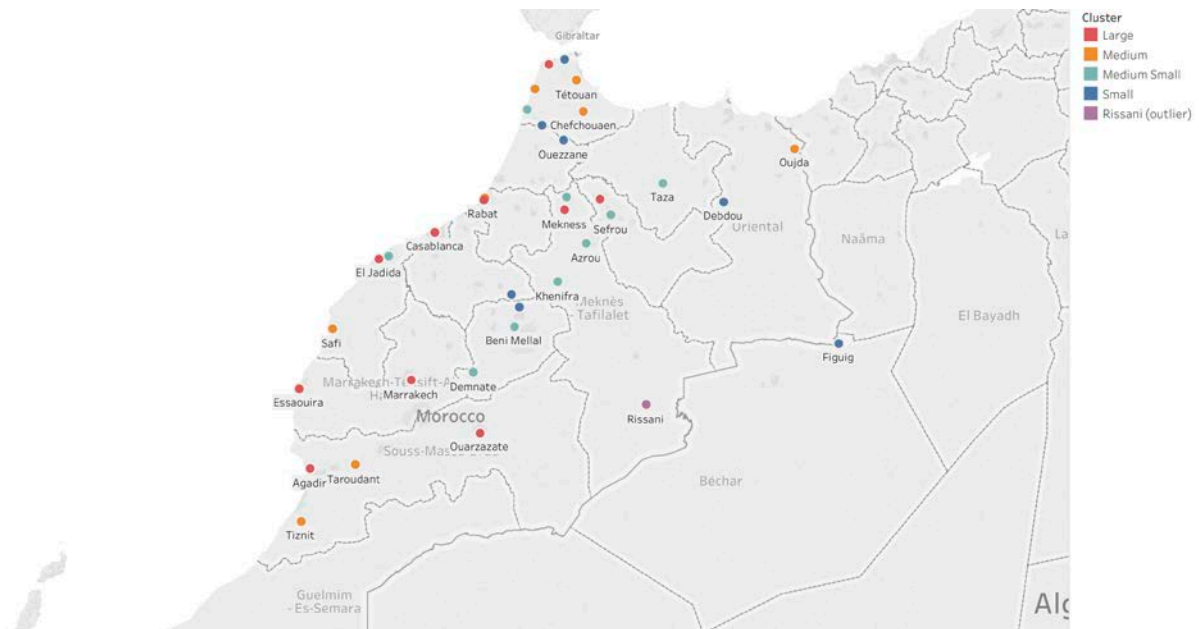 Gibraltar
Cluster
Large
Medium
Medium Small
Small
Rissani (outlier)
Tétouan
Chefchouaen
Ouezzane
Oujda
Taza
Rabat
Mekness
Sefrou
Debdou
Oriental
Naâma
Casablanca
Azrou
El Jadida
Khenifra
Meknès
- Tafilalet
El Bayadh
Safi
Beni Mellal
Figuig
Demnate
Marrakech
Essaouira
Morocco
Rissani
Ouarzazate
Agadir
Taroudant
Béchar
Tiznit
Guelmim
- Es-Semara